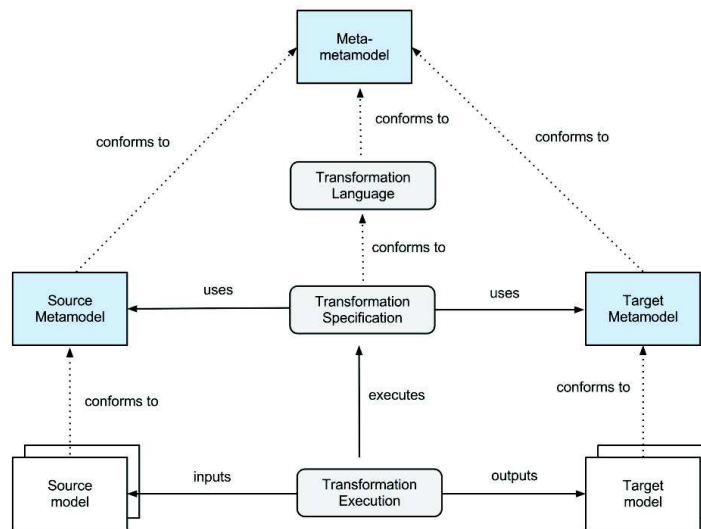 Meta-
metamodel
conforms to
conforms to
conforms to
Transformation
Language
conforms to
Source
Metamodel
uses
Transformation
Specification
uses
Target
Metamodel
conforms to
executes
conforms to
Source
model
inputs
Transformation
Execution
outputs
Target
model